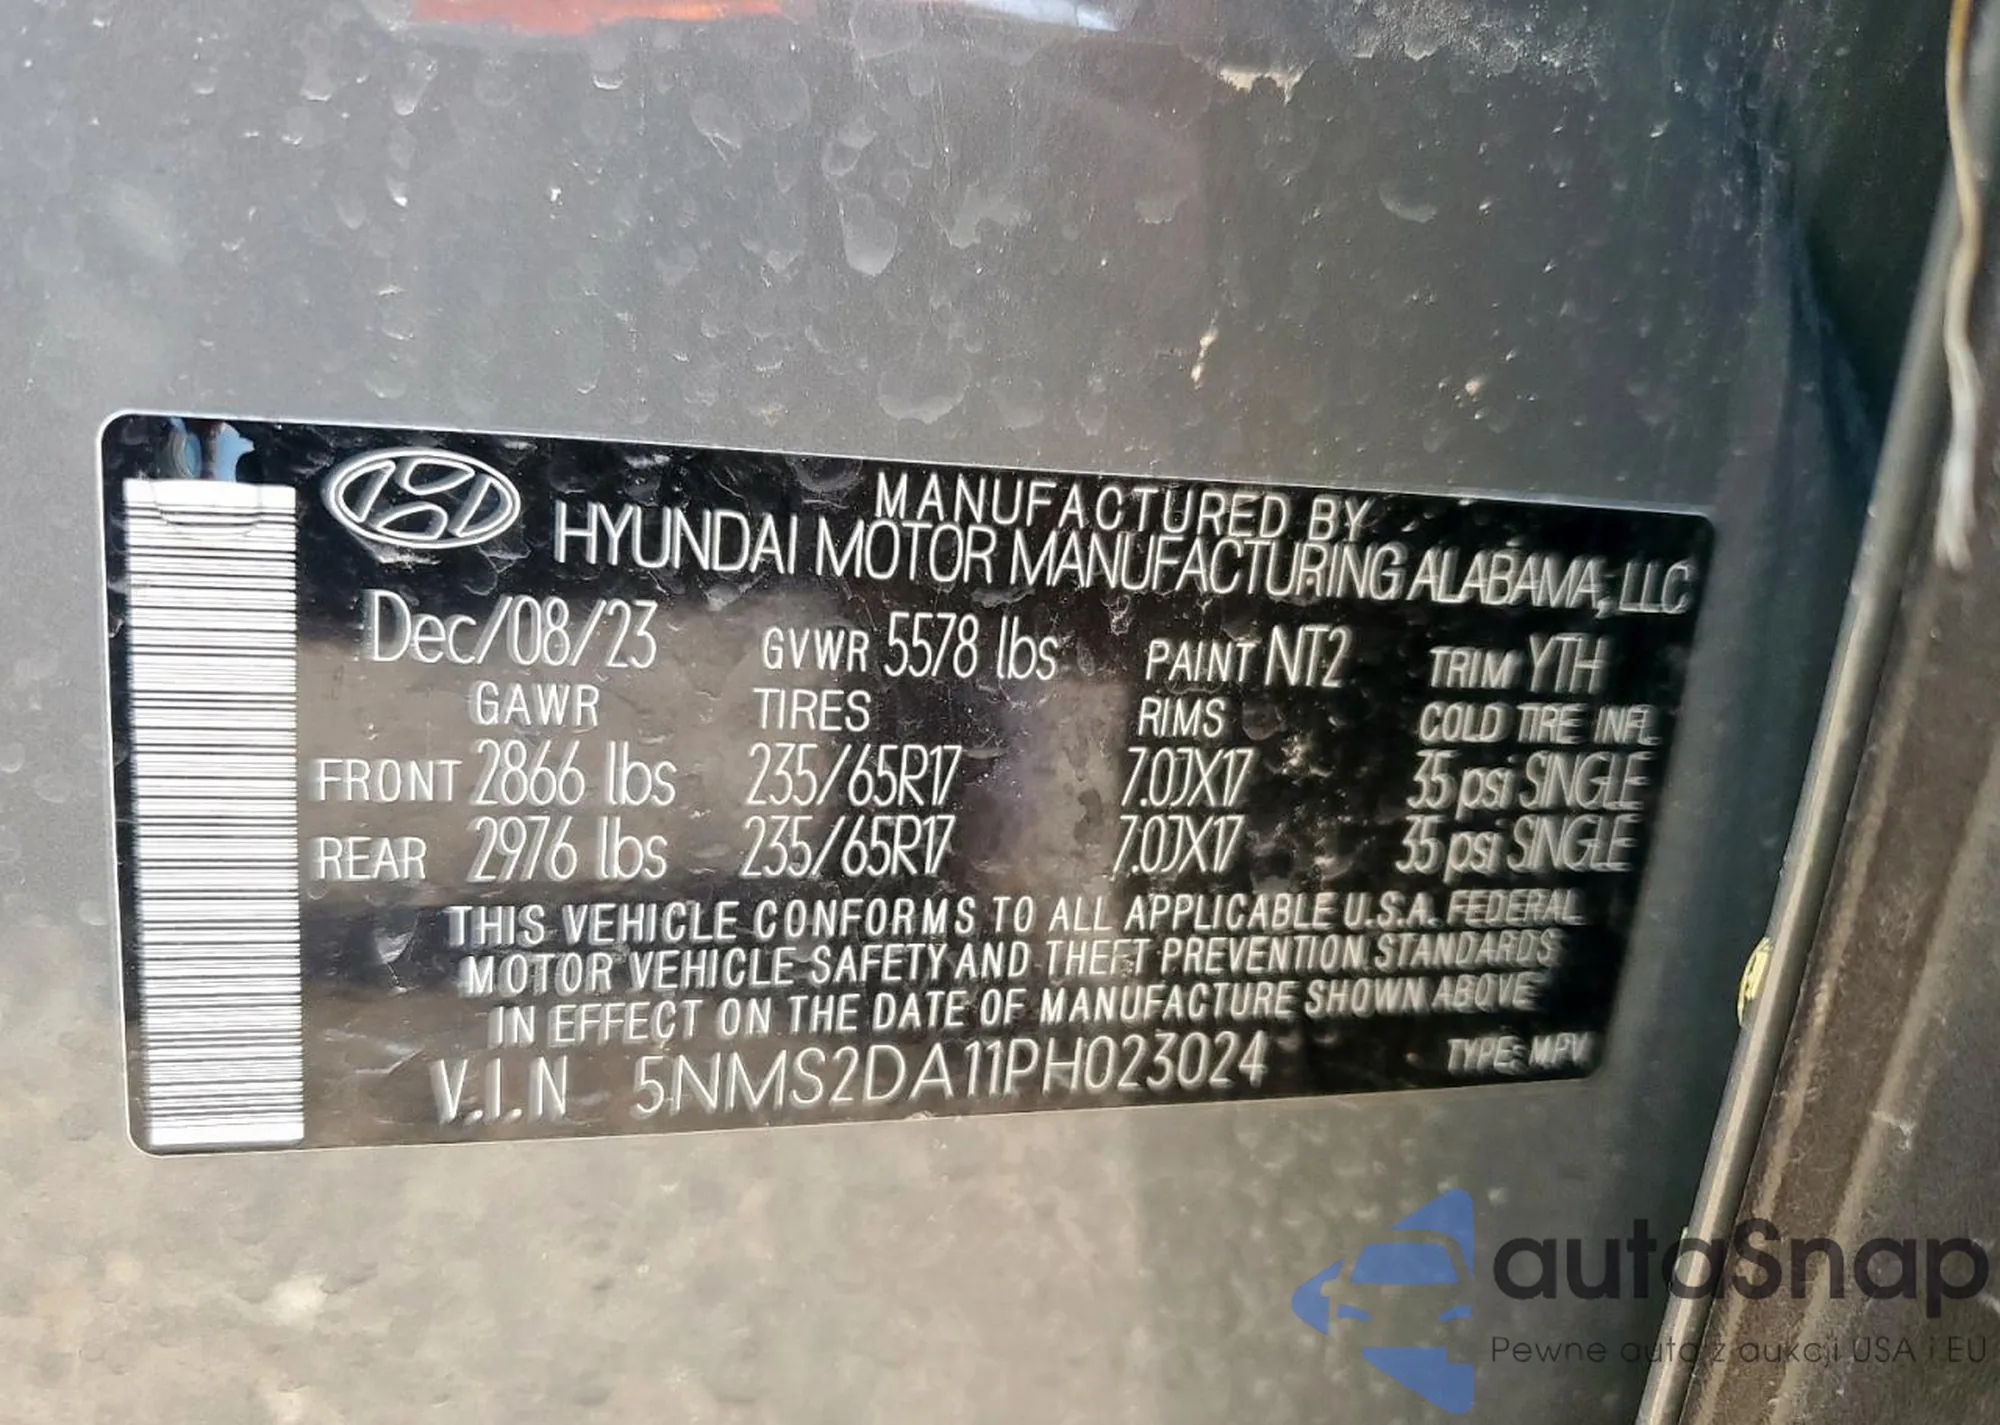 MANUFACTURED BY
HYUNDAI MOTOR MANUFACTURING ALABAMA, LLC
Dec/08/23 GVWR 5578 lbs PAINT NT2 TRIM YTH
GAWR TIRES RIMS COLD TIRE INFL
FRONT 2866 lbs 235/65R17 7.0JX17 35 psi SINGLE
REAR 2976 lbs 235/65R17 7.0JX17 35 psi SINGLE
THIS VEHICLE CONFORMS TO ALL APPLICABLE U.S.A. FEDERAL
MOTOR VEHICLE SAFETY AND THEFT PREVENTION STANDARDS
IN EFFECT ON THE DATE OF MANUFACTURE SHOWN ABOVE
V.I.N 5NMS2DA11PH023024 TYPE: MPV
autoSnap
Pewne auto z aukcji USA i EU